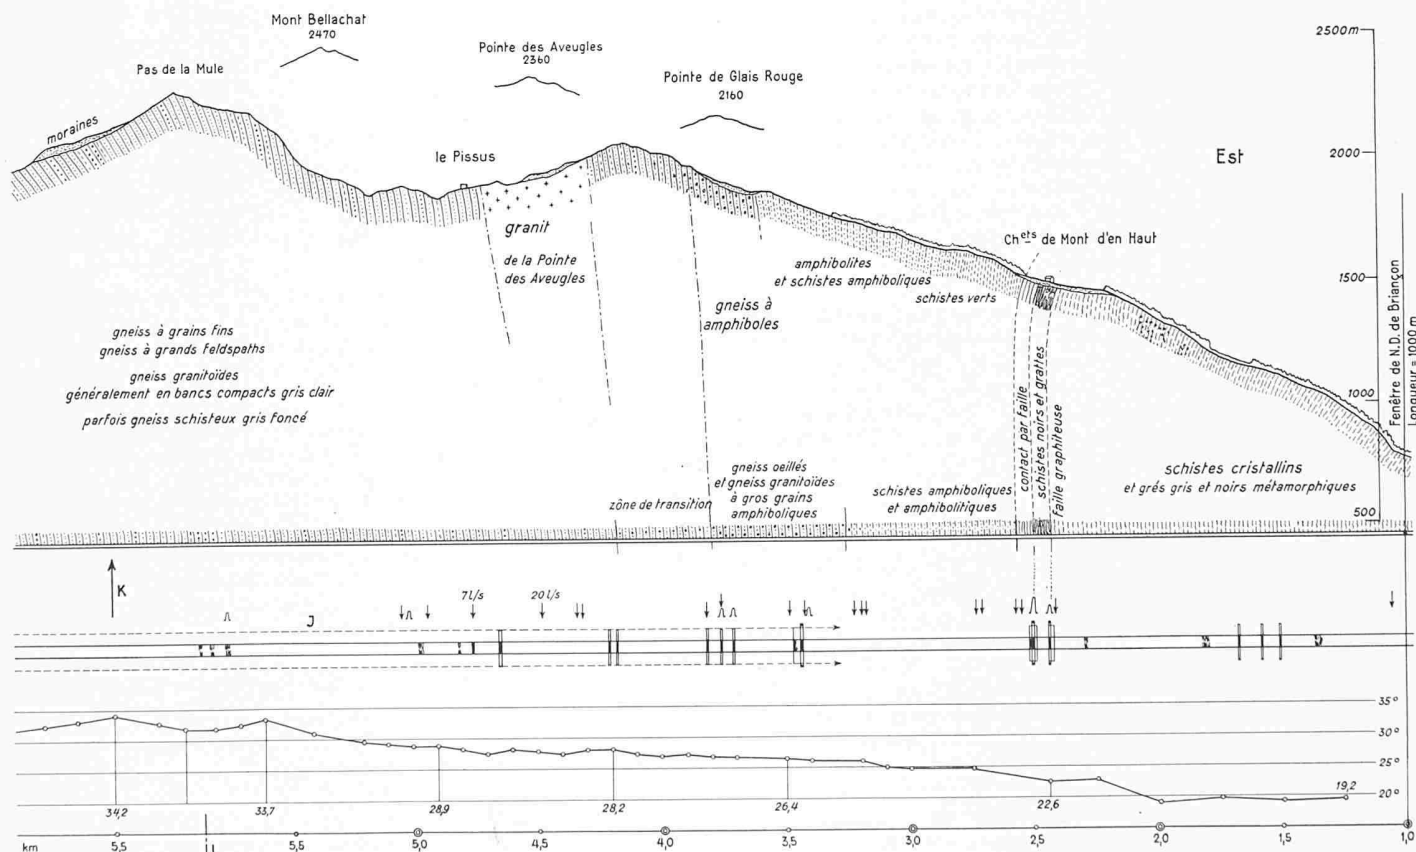 Mont Bellachat
2470
Pas de la Mule
Pointe des Aveugles
2360
Pointe de Glais Rouge
2160
2500m
moraines
le Pissus
2000
Est
granit
de la Pointe
des Aveugles
amphibolites
et schistes amphiboliques
schistes verts
Chets de Mont d'en Haut
1500
gneiss à
amphiboles
gneiss à grains fins
gneiss à grands feldspaths
gneiss granitoïdes
généralement en bancs compacts gris clair
parfois gneiss schisteux gris foncé
contact par faille
schistes noirs et grattes
faille graphiteuse
1000
Fenêtre de N.D. de Briançon
Longueur = 1000 m
zône de transition
gneiss oeillés
et gneiss granitoïdes
à gros grains
amphiboliques
schistes amphiboliques
et amphibolitiques
schistes cristallins
et grés gris et noirs métamorphiques
500
K
7l/s
20l/s
J
35°
30°
25°
20°
34,2
33,7
28,9
28,2
26,4
22,6
19,2
km
5,5
5,5
5,0
4,5
4,0
3,5
3,0
2,5
2,0
1,5
1,0